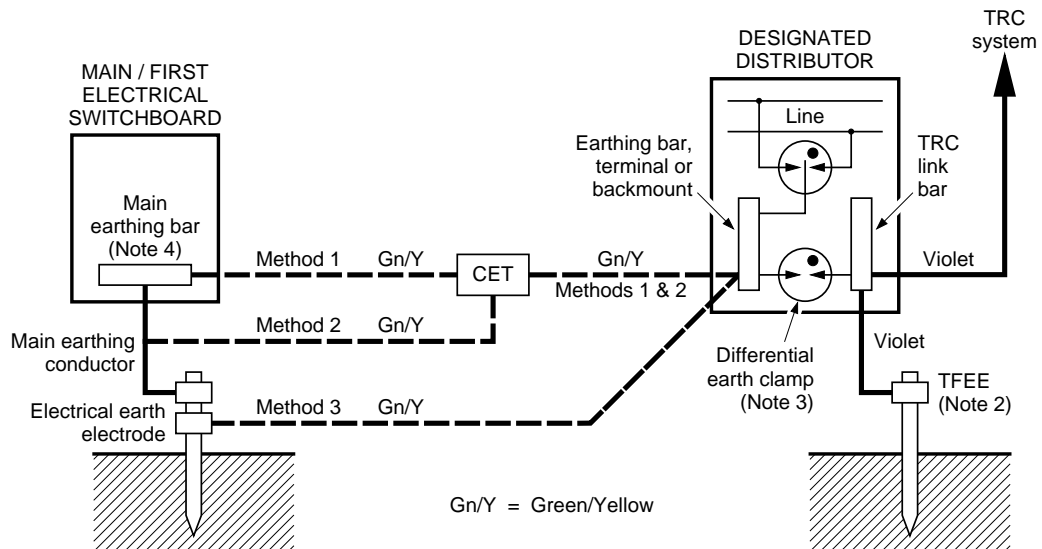 TRC
system
DESIGNATED
DISTRIBUTOR
MAIN / FIRST
ELECTRICAL
SWITCHBOARD
Line
Earthing bar,
terminal or
backmount
TRC
link
bar
Main
earthing bar
(Note 4)
Method 1 Gn/Y
CET
Gn/Y
Methods 1 & 2
Violet
Method 2 Gn/Y
Main earthing
conductor
Violet
Differential
earth clamp
(Note 3)
TFEE
(Note 2)
Method 3 Gn/Y
Electrical earth
electrode
Gn/Y = Green/Yellow